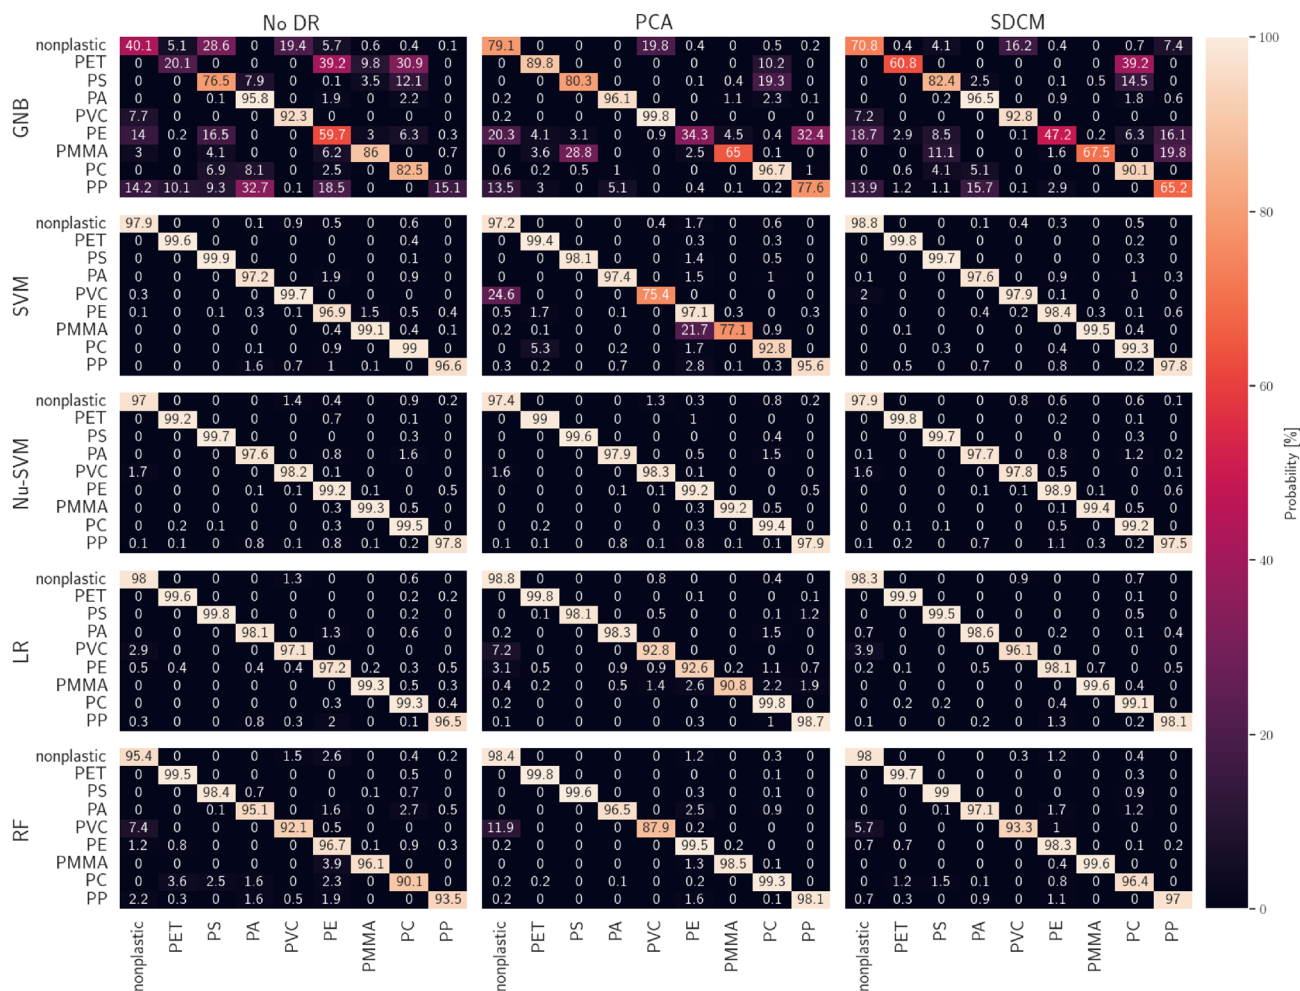 No DR PCA SDCM
GNB
nonplastic 40.1 5.1 28.6 0 19.4 5.7 0.6 0.4 0.1 79.1 0 0 0 19.8 0.4 0 0.5 0.2 70.8 0.4 4.1 0 16.2 0 0 0.7 7.4
PET 0 20.1 0 0 0 39.2 9.8 30.9 0 0 89.8 0 0 0 0 0 10.2 0 0 60.8 0 0 0 0 0 39.2 0
PS 0 0 76.5 7.9 0 0.1 3.5 12.1 0 0 0 80.3 0 0 0.1 0.4 19.3 0 0 0 82.4 2.5 0 0.1 0.5 14.5 0
PA 0 0 0.1 95.8 0 1.9 0 2.2 0 0.2 0 0 96.1 0 0 1.1 2.3 0.1 0 0 0.2 96.5 0 0.9 0 1.8 0.6
PVC 7.7 0 0 0 92.3 0 0 0 0 0.2 0 0 0 99.8 0 0 0 0 7.2 0 0 0 92.8 0 0 0 0
PE 14 0.2 16.5 0 0 59.7 3 6.3 0.3 20.3 4.1 3.1 0 0.9 34.3 4.5 0.4 32.4 18.7 2.9 8.5 0 0.1 47.2 0.2 6.3 16.1
PMMA 3 0 4.1 0 0 6.2 86 0 0.7 0 3.6 28.8 0 0 2.5 65 0.1 0 0 0 11.1 0 0 1.6 67.5 0 19.8
PC 0 0 6.9 8.1 0 2.5 0 82.5 0 0.6 0.2 0.5 1 0 0 0 96.7 1 0 0.6 4.1 5.1 0 0 0 90.1 0
PP 14.2 10.1 9.3 32.7 0.1 18.5 0 0 15.1 13.5 3 0 5.1 0 0.4 0.1 0.2 77.6 13.9 1.2 1.1 15.7 0.1 2.9 0 0 65.2
SVM
nonplastic 97.9 0 0 0.1 0.9 0.5 0 0.6 0 97.2 0 0 0 0.4 1.7 0 0.6 0 98.8 0 0 0.1 0.4 0.3 0 0.5 0
PET 0 99.6 0 0 0 0 0 0.4 0 0 99.4 0 0 0 0.3 0 0.3 0 0 99.8 0 0 0 0 0 0.2 0
PS 0 0 99.9 0 0 0 0 0.1 0 0 0 98.1 0 0 1.4 0 0.5 0 0 0 99.7 0 0 0 0 0.3 0
PA 0 0 0 97.2 0 1.9 0 0.9 0 0 0 0 97.4 0 1.5 0 1 0 0.1 0 0 97.6 0 0.9 0 1 0.3
PVC 0.3 0 0 0 99.7 0 0 0 0 24.6 0 0 0 75.4 0 0 0 0 2 0 0 0 97.9 0 0 0 0
PE 0.1 0 0.1 0.3 0.1 96.9 1.5 0.5 0.4 0.5 1.7 0 0.1 0 97.1 0.3 0 0.3 0 0 0 0.4 0.2 98.4 0.1 0.3 0.6
PMMA 0 0 0 0 0 0.4 99.1 0.4 0.1 0.2 0.1 0 0 0 21.7 77.1 0.9 0 0 0.1 0 0 0 0 99.5 0.4 0
PC 0 0 0 0.1 0 0.9 0 99 0 0 5.3 0 0.2 0 1.7 0 92.8 0 0 0 0.3 0 0 0.4 0 99.3 0
PP 0 0 0 1.6 0.7 1 0.1 0 96.6 0.3 0.2 0 0.7 0 2.8 0.1 0.3 95.6 0 0.5 0 0.7 0 0.8 0 0.2 97.8
Nu-SVM
nonplastic 97 0 0 0 1.4 0.4 0 0.9 0.2 97.4 0 0 0 1.3 0.3 0 0.8 0.2 97.9 0 0 0 0.8 0.6 0 0.6 0.1
PET 0 99.2 0 0 0 0.7 0 0.1 0 0 99 0 0 0 1 0 0 0 0 99.8 0 0 0 0.2 0 0.1 0
PS 0 0 99.7 0 0 0 0 0.3 0 0 0 99.6 0 0 0 0 0.4 0 0 0 99.7 0 0 0 0 0.3 0
PA 0 0 0 97.6 0 0.8 0 1.6 0 0 0 0 97.9 0 0.5 0 1.5 0 0.1 0 0 97.7 0 0.8 0 1.2 0.2
PVC 1.7 0 0 0 98.2 0.1 0 0 0 1.6 0 0 0 98.3 0.1 0 0 0 1.6 0 0 0 97.8 0.5 0 0 0.1
PE 0 0 0 0.1 0.1 99.2 0.1 0 0.5 0 0 0 0.1 0.1 99.2 0 0 0.5 0 0 0 0.1 0.1 98.9 0.1 0 0.6
PMMA 0 0 0 0 0 0.3 99.3 0.5 0 0 0 0 0 0 0.3 99.2 0.5 0 0 0 0 0 0 0.1 99.4 0.5 0
PC 0 0.2 0.1 0 0 0.3 0 99.5 0 0 0.2 0 0 0 0.3 0 99.4 0 0 0.1 0.1 0 0 0.5 0 99.2 0
PP 0.1 0.1 0 0.8 0.1 0.8 0.1 0.2 97.8 0.1 0.1 0 0.8 0.1 0.8 0.1 0.1 97.9 0.1 0.2 0 0.7 0 1.1 0.3 0.2 97.5
LR
nonplastic 98 0 0 0 1.3 0 0 0.6 0 98.8 0 0 0 0.8 0 0 0.4 0 98.3 0 0 0 0.9 0 0 0.7 0
PET 0 99.6 0 0 0 0 0 0.2 0.2 0 99.8 0 0 0 0.1 0 0 0.1 0 99.9 0 0 0 0 0 0.1 0
PS 0 0 99.8 0 0 0 0 0.2 0 0 0.1 98.1 0 0.5 0 0 0.1 1.2 0 0 99.5 0 0 0 0 0.5 0
PA 0 0 0 98.1 0 1.3 0 0.6 0 0.2 0 0 98.3 0 0 0 1.5 0 0.7 0 0 98.6 0 0.2 0 0.1 0.4
PVC 2.9 0 0 0 97.1 0 0 0 0 7.2 0 0 0 92.8 0 0 0 0 3.9 0 0 0 96.1 0 0 0 0
PE 0.5 0.4 0 0.4 0.4 97.2 0.2 0.3 0.5 3.1 0.5 0 0.9 0.9 92.6 0.2 1.1 0.7 0.2 0.1 0 0.5 0 98.1 0.7 0 0.5
PMMA 0 0 0 0 0 0 99.3 0.5 0.3 0.4 0.2 0 0.5 1.4 2.6 90.8 2.2 1.9 0 0 0 0 0 0 99.6 0.4 0
PC 0 0 0 0 0 0 0 99.3 0.4 0 0 0 0 0 0 0 99.8 0 0 0.2 0.2 0 0 0.4 0 99.1 0
PP 0.3 0 0 0.8 0.3 2 0 0.1 96.5 0.1 0 0 0 0 0.3 0 1 98.7 0.1 0 0 0.2 0 1.3 0 0.2 98.1
RF
nonplastic 95.4 0 0 0 1.5 2.6 0 0.4 0.2 98.4 0 0 0 0 1.2 0 0.3 0 98 0 0 0 0.3 1.2 0 0.4 0
PET 0 99.5 0 0 0 0 0 0.5 0 0 99.8 0 0 0 0 0 0.1 0 0 99.7 0 0 0 0 0 0.3 0
PS 0 0 98.4 0.7 0 0 0.1 0.7 0 0 0 99.6 0 0 0.3 0 0.1 0 0 0 99 0 0 0 0 0.9 0
PA 0 0 0.1 95.1 0 1.6 0 2.7 0.5 0 0 0 96.5 0 2.5 0 0.9 0 0 0 0.1 97.1 0 1.7 0 1.2 0
PVC 7.4 0 0 0 92.1 0.5 0 0 0 11.9 0 0 0 87.9 0.2 0 0 0 5.7 0 0 0 93.3 1 0 0 0
PE 1.2 0.8 0 0 0 96.7 0.1 0.9 0.3 0.2 0 0 0 0 99.5 0.2 0 0 0.7 0.7 0 0 0 98.3 0 0.1 0.2
PMMA 0 0 0 0 0 3.9 96.1 0 0 0 0 0 0 0 1.3 98.5 0.1 0 0 0 0 0 0 0.4 99.6 0 0
PC 0 3.6 2.5 1.6 0 2.3 0 90.1 0 0.2 0.2 0 0.1 0 0.2 0 99.3 0 0 1.2 1.5 0.1 0 0.8 0 96.4 0
PP 2.2 0.2 0 1.6 0.5 1.9 0 0 93.5 0 0 0 0 0 1.6 0 0.1 98.1 0.7 0.3 0 0.9 0 1.1 0 0 97
nonplastic PET PS PA PVC PE PMMA PC PP nonplastic PET PS PA PVC PE PMMA PC PP nonplastic PET PS PA PVC PE PMMA PC PP
100
80
60
40
20
0
Probability [%]